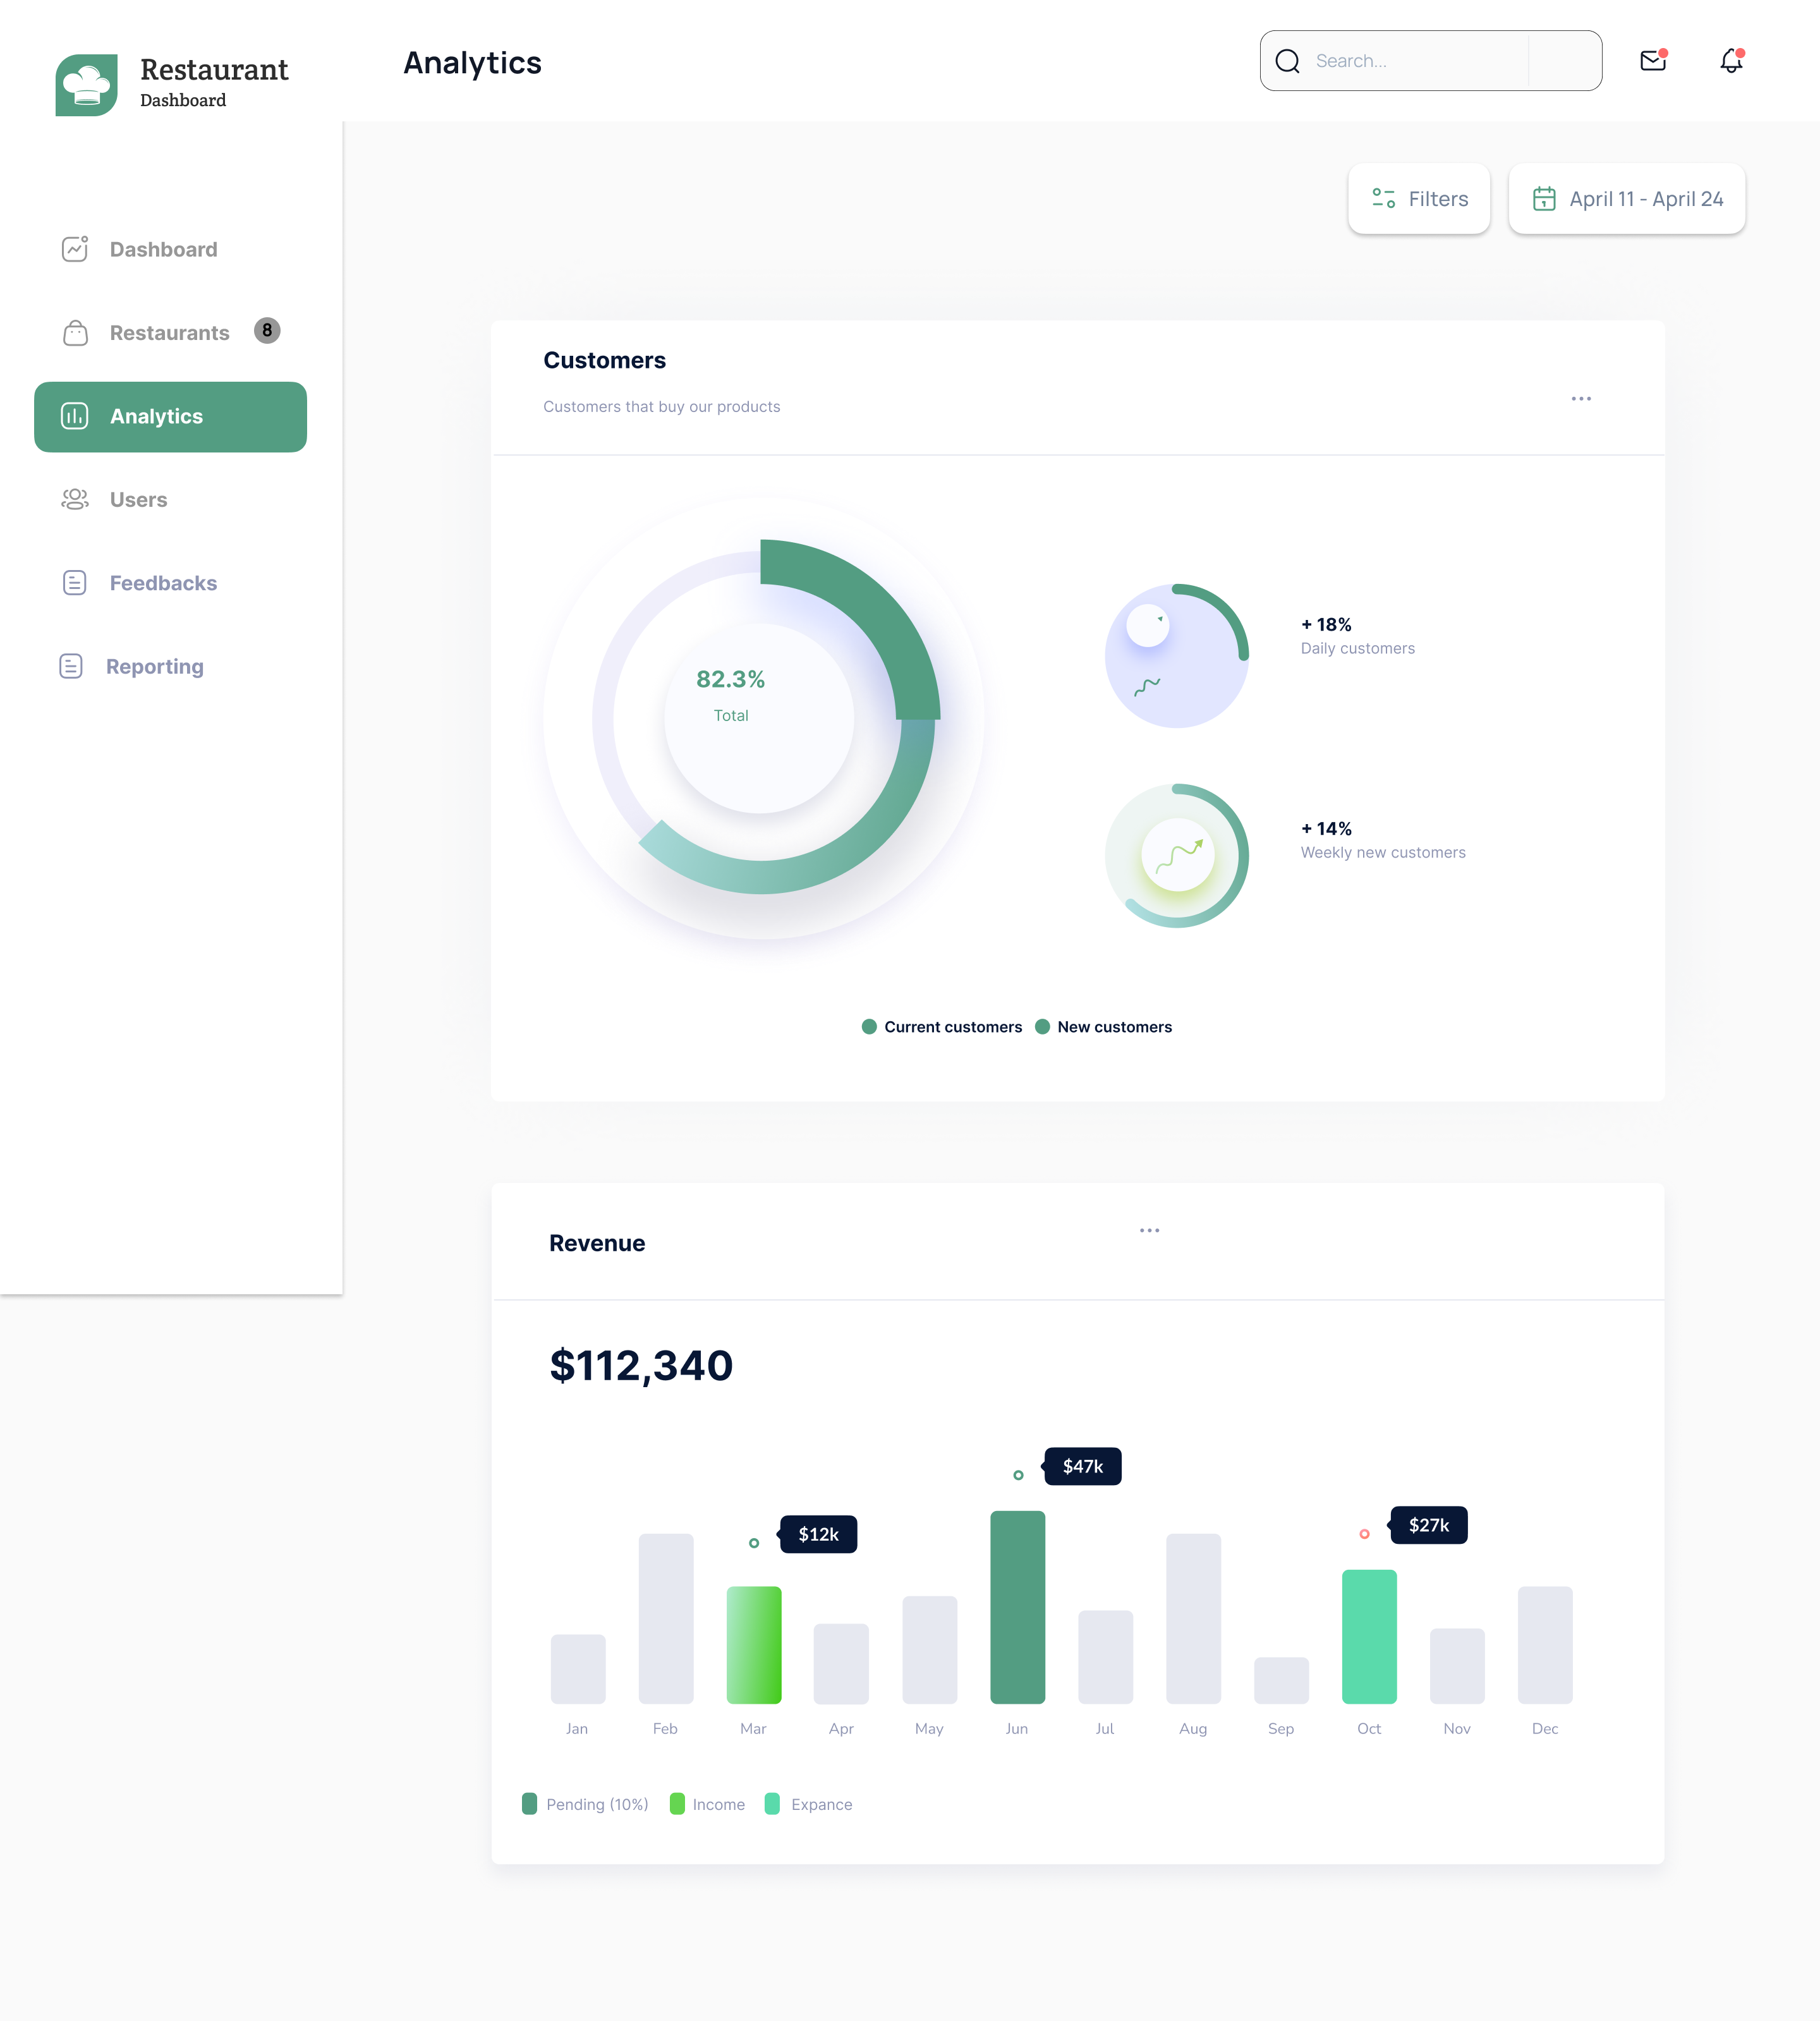 Restaurant
Dashboard
Analytics
Search...
Filters
April 11 - April 24
Dashboard
Restaurants 8
Analytics
Users
Feedbacks
Reporting
Customers
Customers that buy our products
82.3%
Total
+ 18%
Daily customers
+ 14%
Weekly new customers
Current customers New customers
Revenue
$112,340
$47k
$12k
$27k
Jan Feb Mar Apr May Jun Jul Aug Sep Oct Nov Dec
Pending (10%) Income Expance